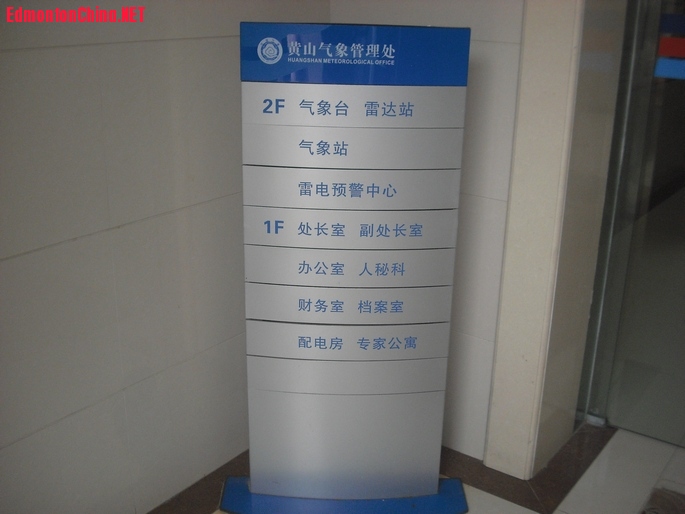 EdmontonChina.NET
黄山气象管理处
HUANGSHAN METEOROLOGICAL OFFICE
2F 气象台 雷达站
气象站
雷电预警中心
1F 处长室 副处长室
办公室 人秘科
财务室 档案室
配电房 专家公寓